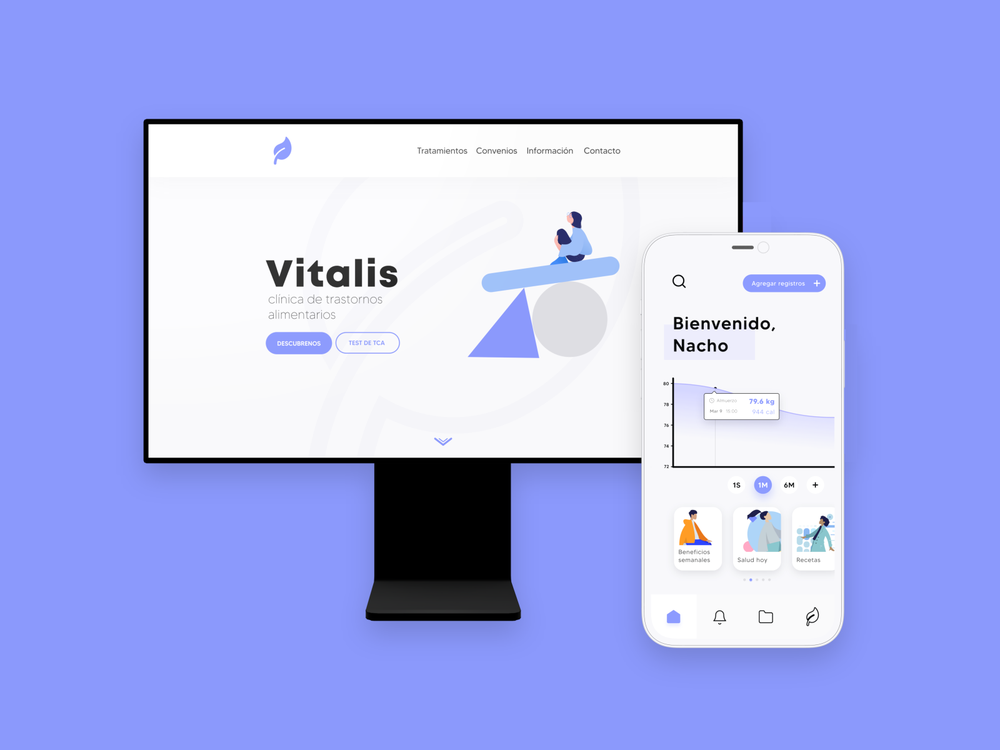 Tratamientos Convenios Información Contacto
Vitalis
clínica de trastornos
alimentarios
DESCUBRENOS TEST DE TCA
Agregar registros +
Bienvenido,
Nacho
80
78
76
74
72
Almuerzo 79.6 kg
Mar 9 15:30 944 cal
1S 1M 6M +
Beneficios
semanales
Salud hoy
Recetas